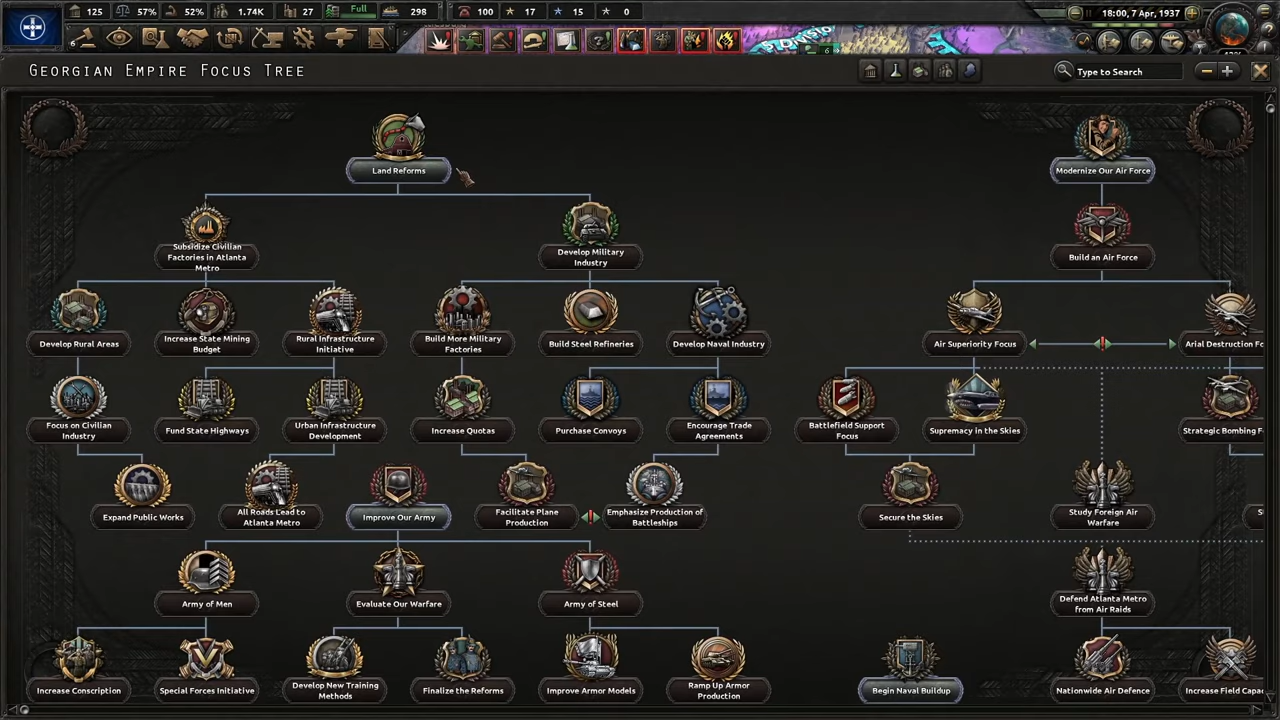 125
57%
52%
1.74K
27
Full
298
100
17
15
0
18:00, 7 Apr, 1937
6
6
Georgian Empire Focus Tree
Type to Search
Land Reforms
Modernize Our Air Force
Subsidize Civilian
Factories in Atlanta
Metro
Develop Military
Industry
Build an Air Force
Develop Rural Areas
Increase State Mining
Budget
Rural Infrastructure
Initiative
Build More Military
Factories
Build Steel Refineries
Develop Naval Industry
Air Superiority Focus
Arial Destruction Fo
Focus on Civilian
Industry
Fund State Highways
Urban Infrastructure
Development
Increase Quotas
Purchase Convoys
Encourage Trade
Agreements
Battlefield Support
Focus
Supremacy in the Skies
Strategic Bombing F
Expand Public Works
All Roads Lead to
Atlanta Metro
Improve Our Army
Facilitate Plane
Production
Emphasize Production of
Battleships
Secure the Skies
Study Foreign Air
Warfare
Army of Men
Evaluate Our Warfare
Army of Steel
Defend Atlanta Metro
from Air Raids
Increase Conscription
Special Forces Initiative
Develop New Training
Methods
Finalize the Reforms
Improve Armor Models
Ramp Up Armor
Production
Begin Naval Buildup
Nationwide Air Defence
Increase Field Capac